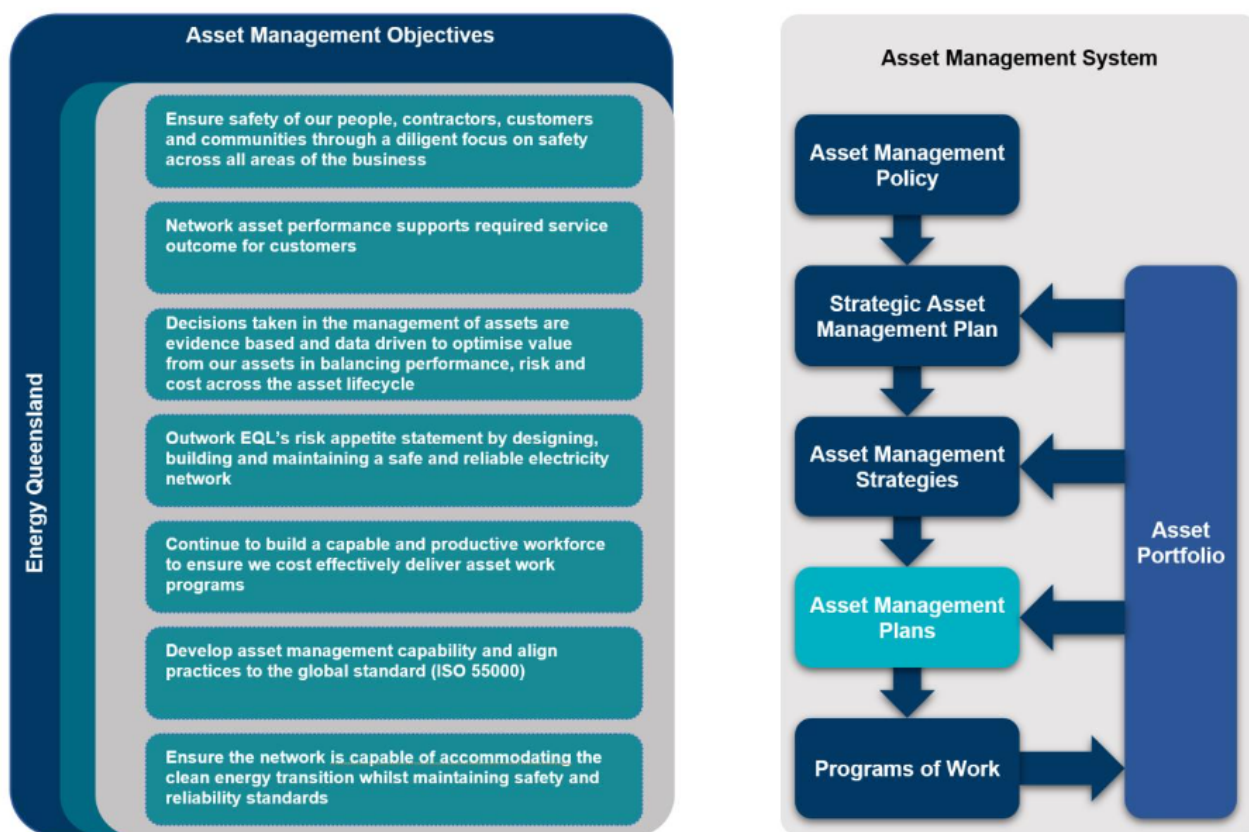 Asset Management Objectives
Energy Queensland
Ensure safety of our people, contractors, customers
and communities through a diligent focus on safety
across all areas of the business
Network asset performance supports required service
outcome for customers
Decisions taken in the management of assets are
evidence based and data driven to optimise value
from our assets in balancing performance, risk and
cost across the asset lifecycle
Outwork EQL's risk appetite statement by designing,
building and maintaining a safe and reliable electricity
network
Continue to build a capable and productive workforce
to ensure we cost effectively deliver asset work
programs
Develop asset management capability and align
practices to the global standard (ISO 55000)
Ensure the network is capable of accommodating the
clean energy transition whilst maintaining safety and
reliability standards
Asset Management System
Asset Management
Policy
Strategic Asset
Management Plan
Asset Management
Strategies
Asset Management
Plans
Programs of Work
Asset
Portfolio